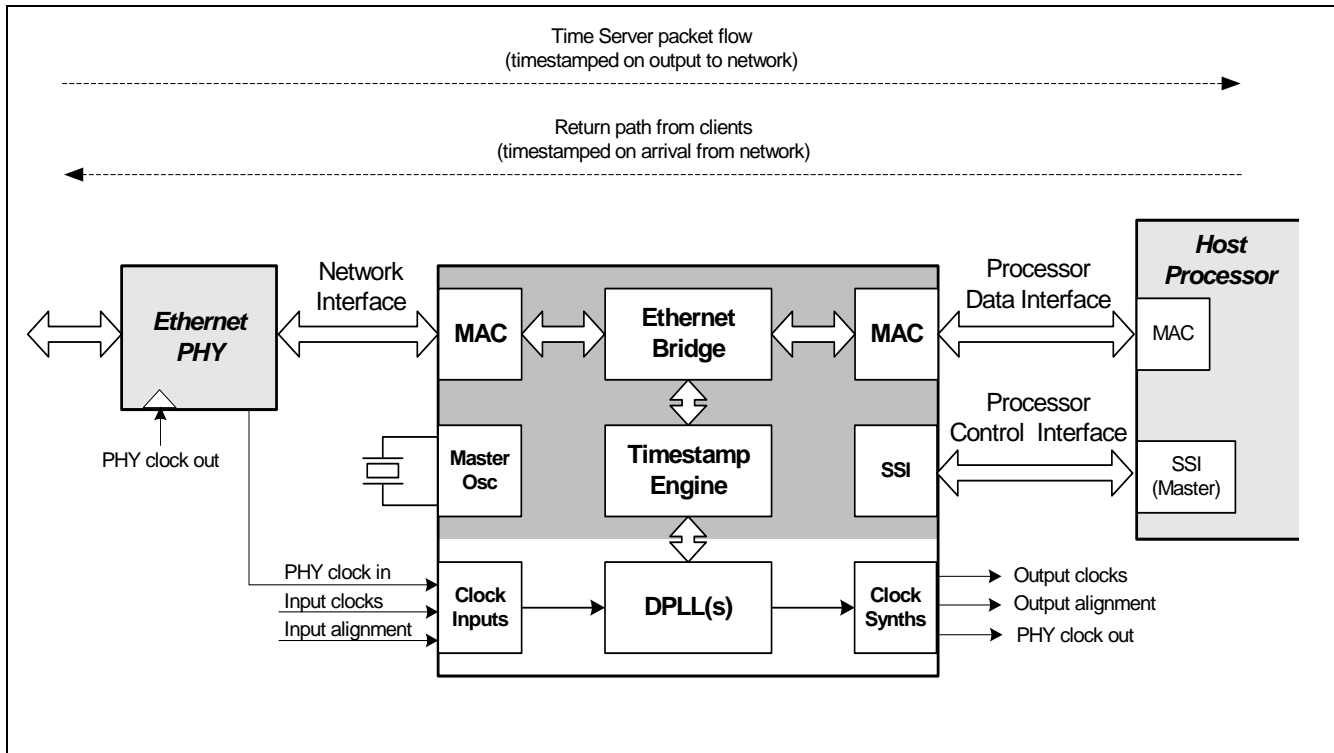 Time Server packet flow
(timestamped on output to network)
Return path from clients
(timestamped on arrival from network)
Host
Processor
Network
Interface
Processor
Data Interface
Ethernet
PHY
MAC
Ethernet
Bridge
MAC
MAC
Processor
Control Interface
PHY clock out
Master
Osc
Timestamp
Engine
SSI
SSI
(Master)
PHY clock in
Input clocks
Input alignment
Clock
Inputs
DPLL(s)
Clock
Synths
Output clocks
Output alignment
PHY clock out